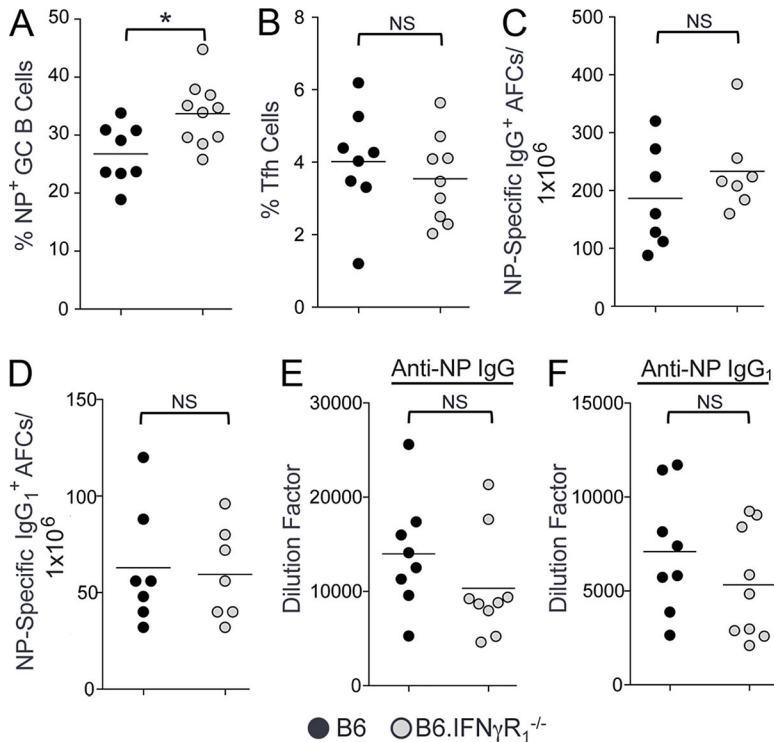 A
% NP+ GC B Cells
50
40
30
20
10
0
*
B
% Tfh Cells
8
6
4
2
0
NS
C
NP-Specific IgG+ AFCs/
1x10^6
500
400
300
200
100
0
NS
D
NP-Specific IgG1+ AFCs/
1x10^6
150
100
50
0
NS
E
Anti-NP IgG
Dilution Factor
30000
20000
10000
0
NS
F
Anti-NP IgG1
Dilution Factor
15000
10000
5000
0
NS
B6 B6.IFNγR1-/-